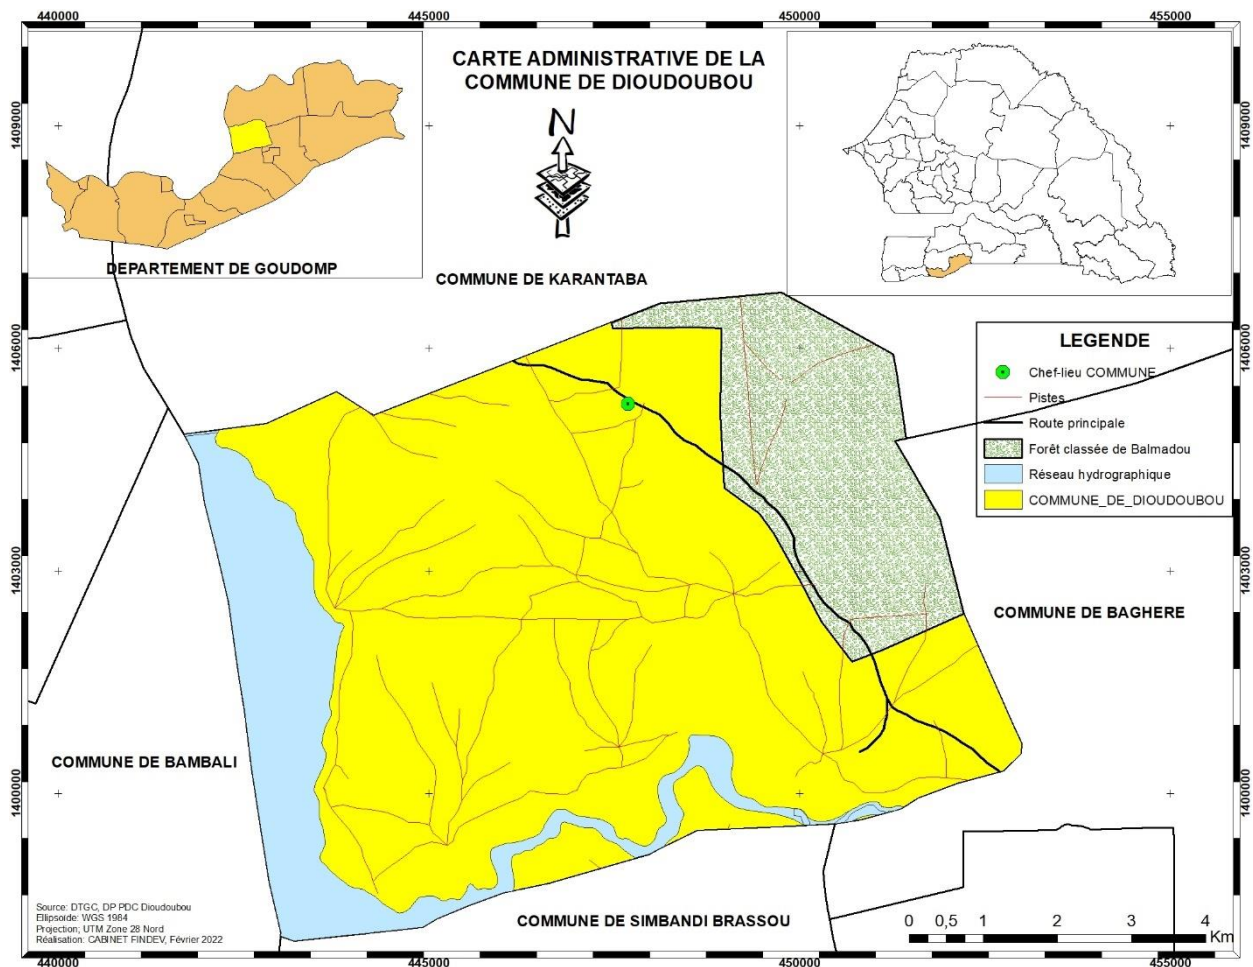 440000 445000 450000 455000
CARTE ADMINISTRATIVE DE LA
COMMUNE DE DIOUDOUBOU
N
1409000 1409000
DEPARTEMENT DE GOUDOMP
COMMUNE DE KARANTABA
1406000 1406000
LEGENDE
Chef-lieu COMMUNE
Pistes
Route principale
Forêt classée de Balmadou
Réseau hydrographique
COMMUNE_DE_DIOUDOUBOU
1403000 1403000
COMMUNE DE BAGHERE
COMMUNE DE BAMBALI
1400000 1400000
COMMUNE DE SIMBANDI BRASSOU
Source: DTGC, DP PDC Dioudoubou
Ellipsoide: WGS 1984
Projection; UTM Zone 28 Nord
Réalisation: CABINET FINDEV, Février 2022
0 0,5 1 2 3 4
Km
440000 445000 450000 455000